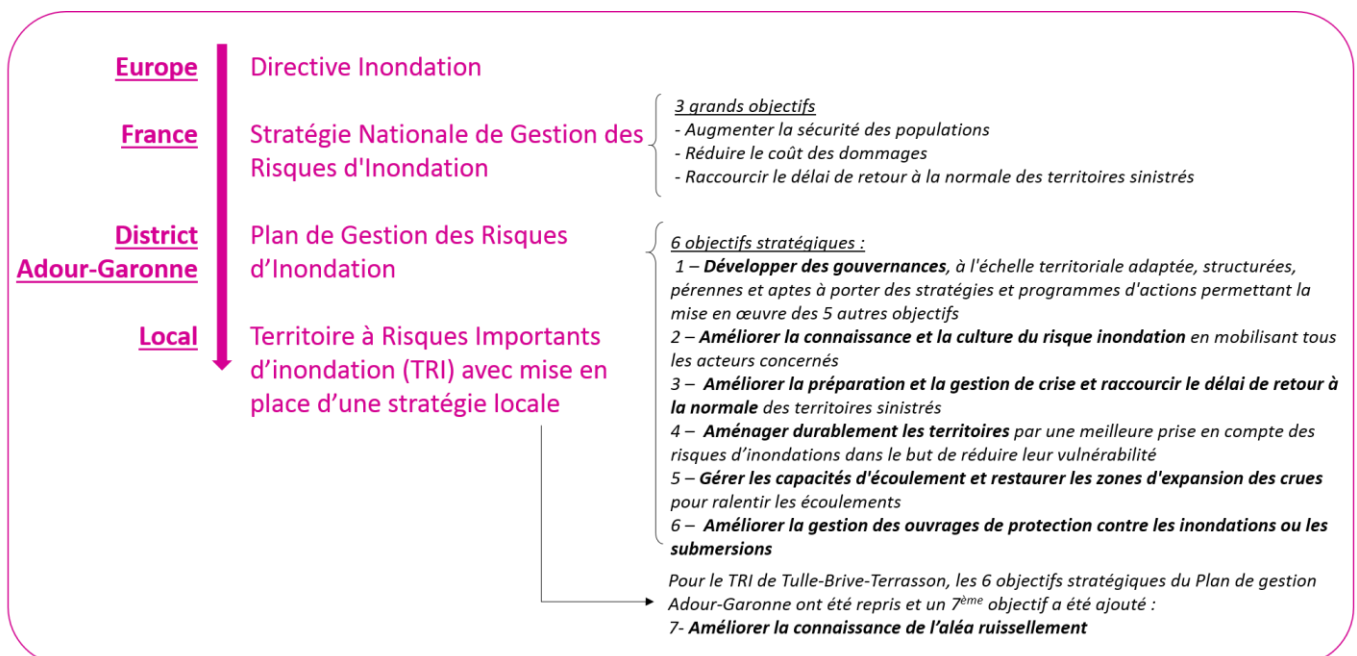 Europe
Directive Inondation
France
Stratégie Nationale de Gestion des
Risques d'Inondation
3 grands objectifs
- Augmenter la sécurité des populations
- Réduire le coût des dommages
- Raccourcir le délai de retour à la normale des territoires sinistrés
District
Adour-Garonne
Plan de Gestion des Risques
d’Inondation
6 objectifs stratégiques :
1 – Développer des gouvernances, à l'échelle territoriale adaptée, structurées,
pérennes et aptes à porter des stratégies et programmes d'actions permettant la
mise en œuvre des 5 autres objectifs
2 – Améliorer la connaissance et la culture du risque inondation en mobilisant tous
les acteurs concernés
3 – Améliorer la préparation et la gestion de crise et raccourcir le délai de retour à
la normale des territoires sinistrés
4 – Aménager durablement les territoires par une meilleure prise en compte des
risques d’inondations dans le but de réduire leur vulnérabilité
5 – Gérer les capacités d'écoulement et restaurer les zones d'expansion des crues
pour ralentir les écoulements
6 – Améliorer la gestion des ouvrages de protection contre les inondations ou les
submersions
Local
Territoire à Risques Importants
d’inondation (TRI) avec mise en
place d’une stratégie locale
Pour le TRI de Tulle-Brive-Terrasson, les 6 objectifs stratégiques du Plan de gestion
Adour-Garonne ont été repris et un 7ème objectif a été ajouté :
7- Améliorer la connaissance de l’aléa ruissellement